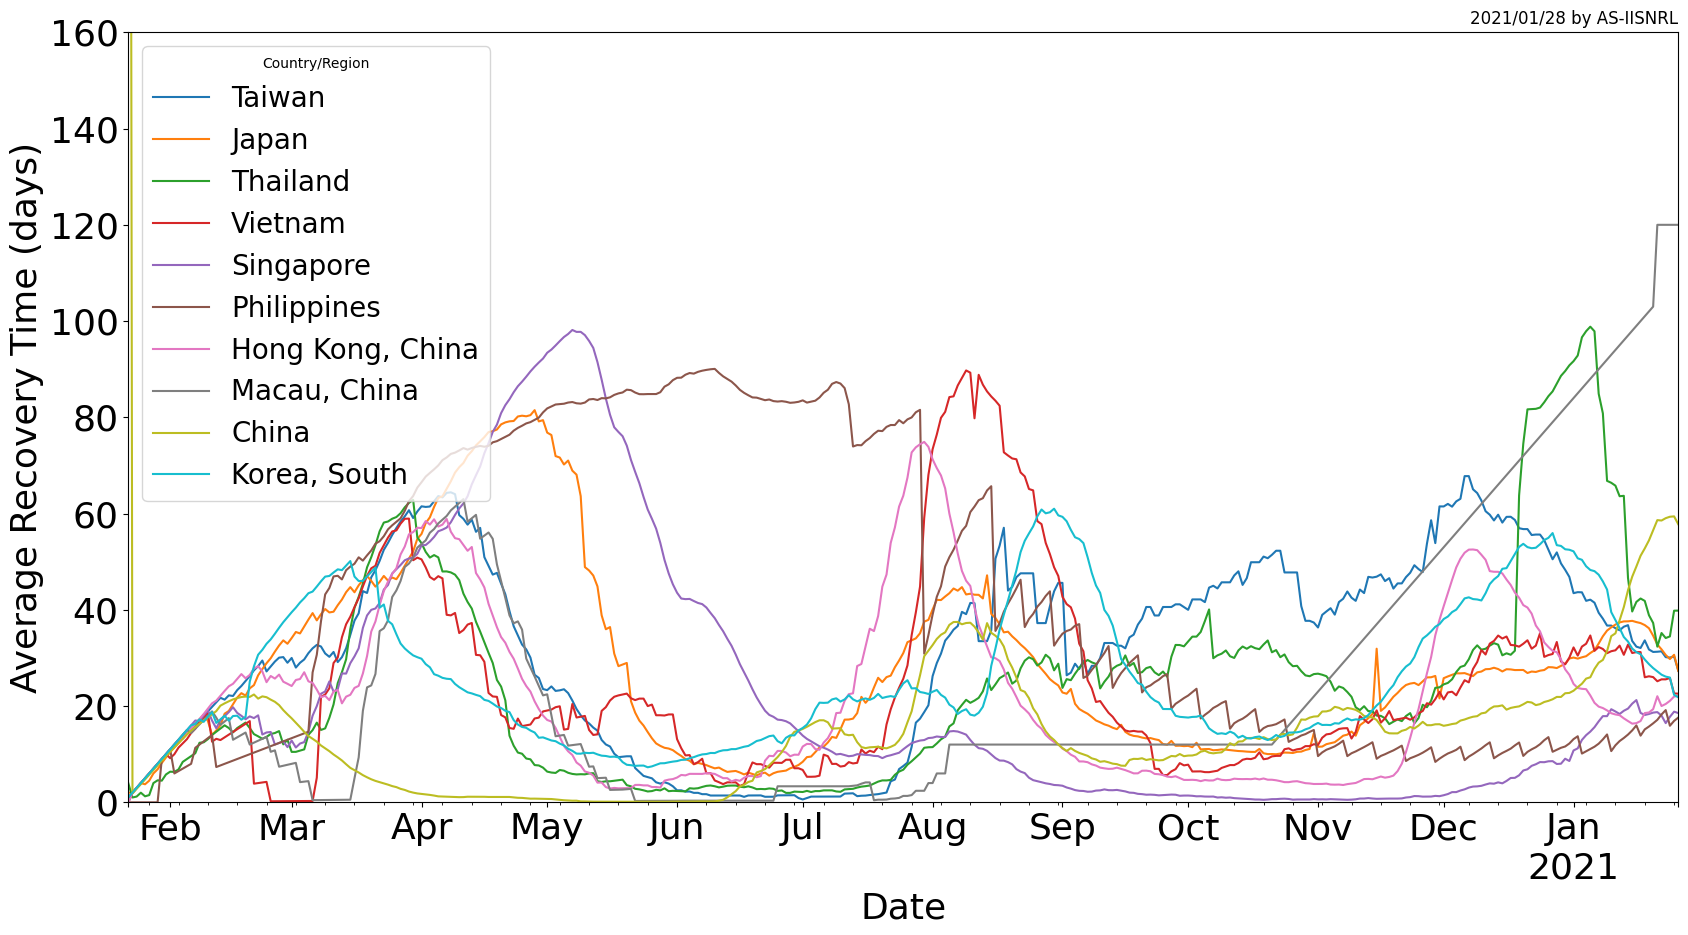 2021/01/28 by AS-IISNRL
Average Recovery Time (days)
160
140
120
100
80
60
40
20
0
Country/Region
Taiwan
Japan
Thailand
Vietnam
Singapore
Philippines
Hong Kong, China
Macau, China
China
Korea, South
Feb Mar Apr May Jun Jul Aug Sep Oct Nov Dec Jan
2021
Date